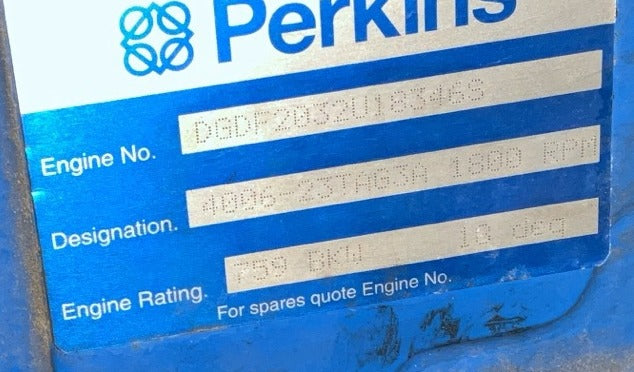 Perkins
Engine No. DGDF2032U18346S
Designation. 4006 23TAG3A 1800 RPM
Engine Rating. 759 BKW 18 deg
For spares quote Engine No.